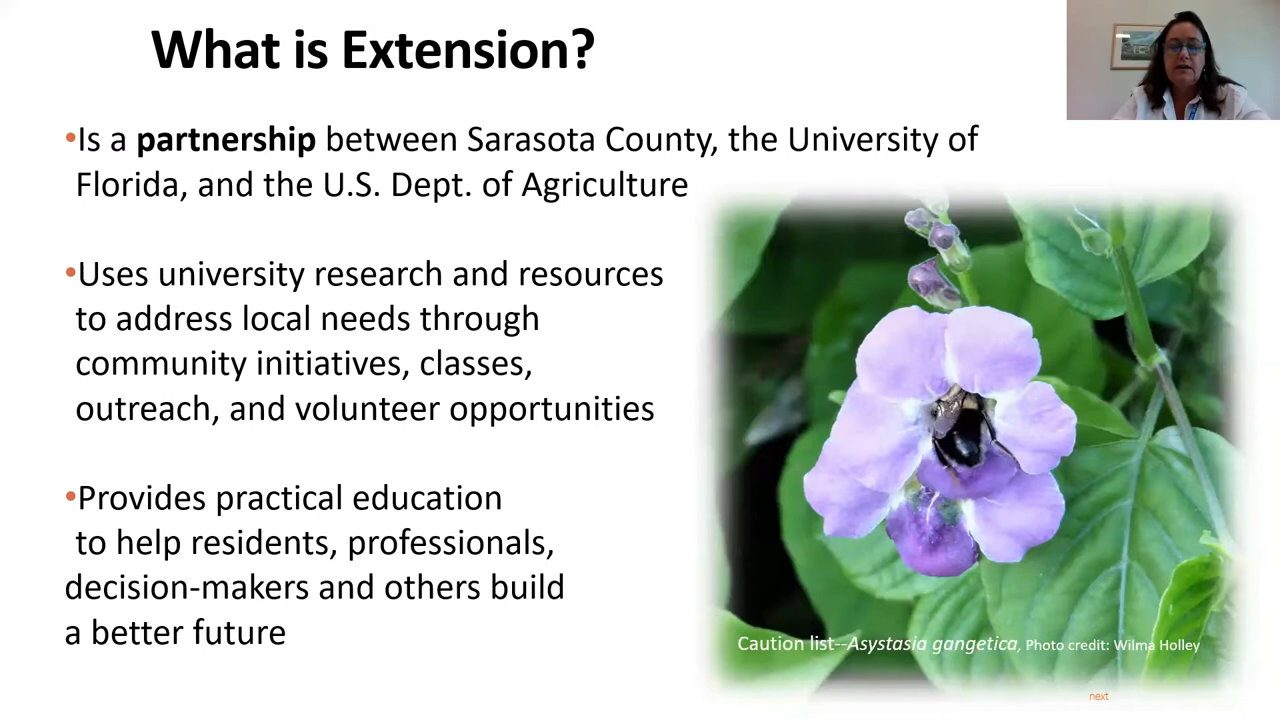 What is Extension?
•Is a partnership between Sarasota County, the University of
Florida, and the U.S. Dept. of Agriculture
•Uses university research and resources
to address local needs through
community initiatives, classes,
outreach, and volunteer opportunities
•Provides practical education
to help residents, professionals,
decision-makers and others build
a better future
Caution list--Asystasia gangetica, Photo credit: Wilma Holley
next